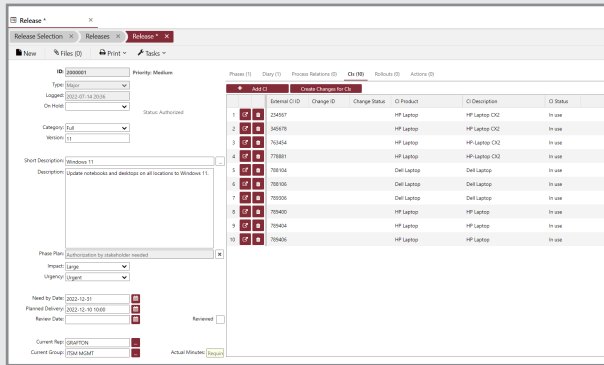 Release *
Release Selection Releases Release *
New Files (0) Print Tasks
ID: 2000001 Priority: Medium
Type: Major
Logged: 2022-07-14 20:36
On Hold:
Status: Authorized
Category: Full
Version: 11
Short Description: Windows 11 ...
Description: Update notebooks and desktops on all locations to Windows 11.
Phase Plan: Authorization by stakeholder needed
Impact: Large
Urgency: Urgent
Need by Date: 2022-12-31
Planned Delivery: 2022-12-10 10:00
Review Date: Reviewed:
Current Rep: GRAFTON ...
Current Group: ITSM MGMT ... Actual Minutes: Requir
Phases (1) Diary (1) Process Relations (0) CIs (10) Rollouts (0) Actions (0)
Add CI Create Changes for CIs
External CI ID Change ID Change Status CI Product CI Description CI Status
1 234567 HP Laptop HP Laptop CX2 In use
2 345678 HP Laptop HP Laptop CX2 In use
3 763454 HP Laptop HP-Laptop CX2 In use
4 778881 HP Laptop HP-Laptop CX2 In use
5 788104 Dell Laptop Dell Laptop In use
6 788106 Dell Laptop Dell Laptop In use
7 789306 Dell Laptop Dell Laptop In use
8 789400 HP Laptop HP Laptop In use
9 789404 HP Laptop HP Laptop In use
10 789406 HP Laptop HP Laptop In use